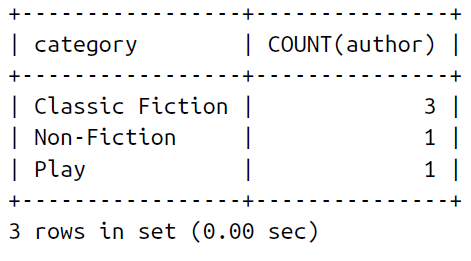 +-----------------+---------------+
| category        | COUNT(author) |
+-----------------+---------------+
| Classic Fiction |             3 |
| Non-Fiction     |             1 |
| Play            |             1 |
+-----------------+---------------+
3 rows in set (0.00 sec)